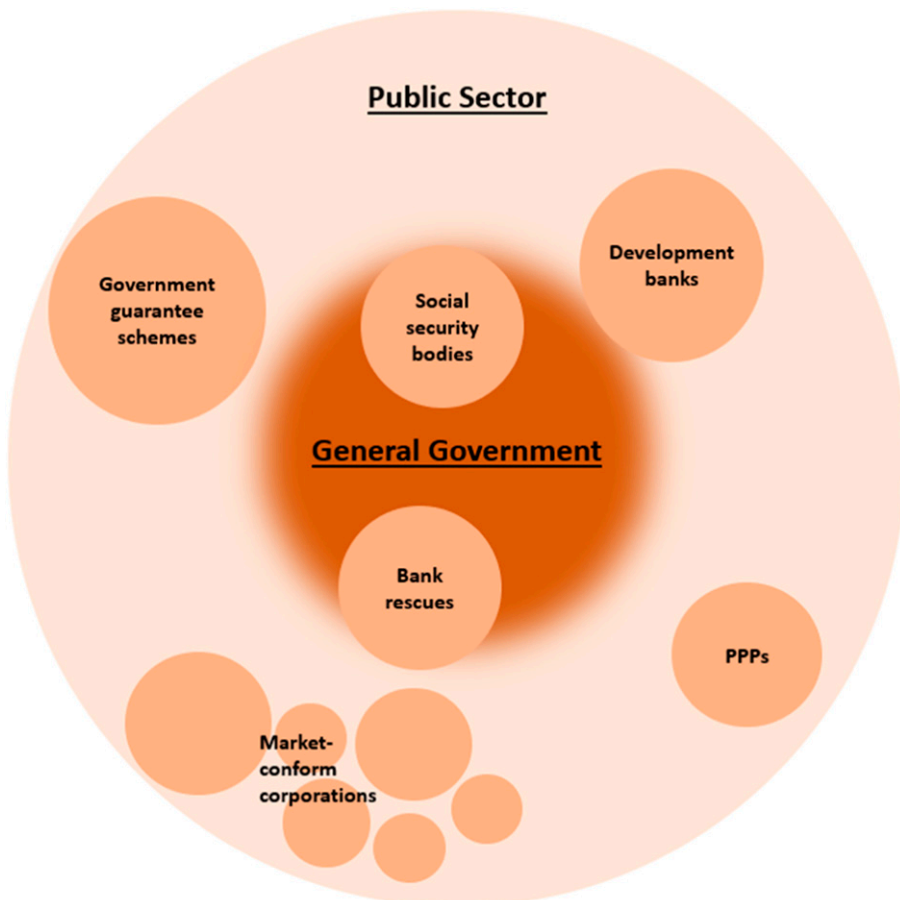 Public Sector
Development
banks
Government
guarantee
schemes
Social
security
bodies
General Government
Bank
rescues
PPPs
Market-
conform
corporations